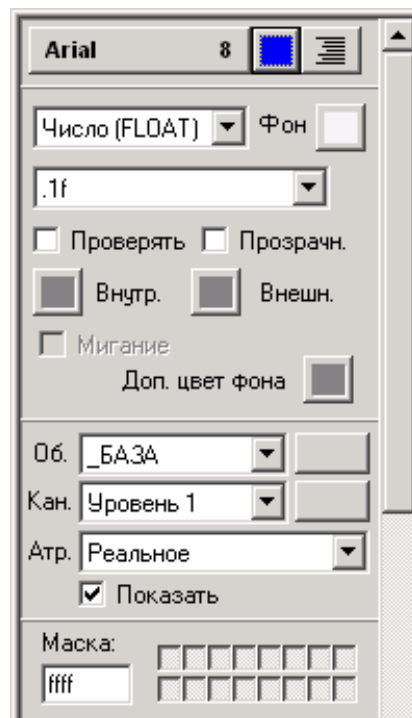 Arial 8
Число (FLOAT) Фон
.1f
Проверять Прозрачн.
Внутр. Внешн.
Мигание
Доп. цвет фона
Об. _БАЗА
Кан. Уровень 1
Атр. Реальное
Показать
Маска:
ffff